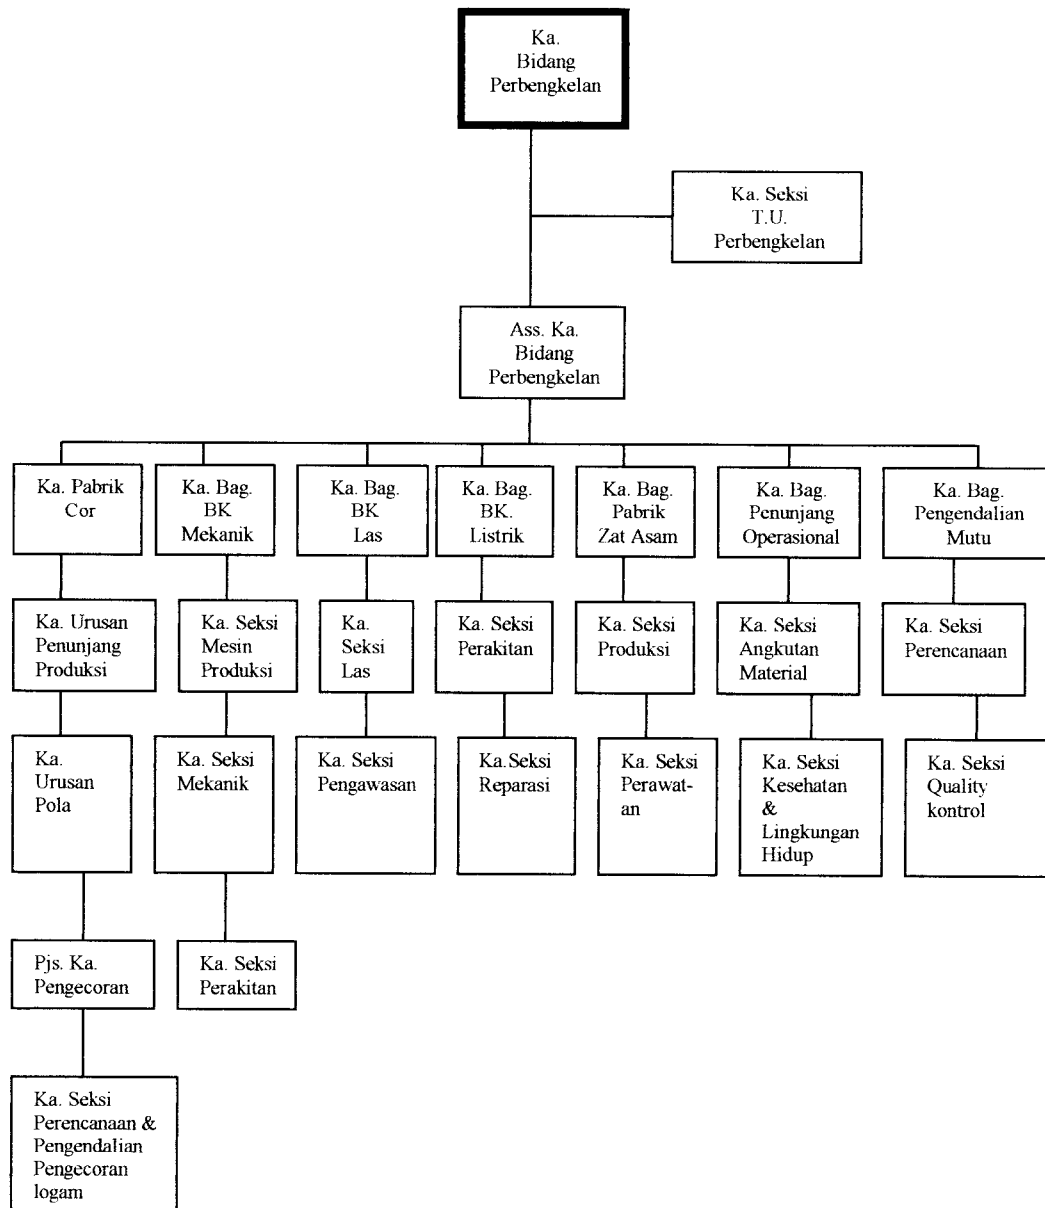 Ka.
Bidang
Perbengkelan
Ka. Seksi
T.U.
Perbengkelan
Ass. Ka.
Bidang
Perbengkelan
Ka. Pabrik
Cor
Ka. Bag.
BK
Mekanik
Ka. Bag.
BK
Las
Ka. Bag.
BK.
Listrik
Ka. Bag.
Pabrik
Zat Asam
Ka. Bag.
Penunjang
Operasional
Ka. Bag.
Pengendalian
Mutu
Ka. Urusan
Penunjang
Produksi
Ka. Seksi
Mesin
Produksi
Ka.
Seksi
Las
Ka. Seksi
Perakitan
Ka. Seksi
Produksi
Ka. Seksi
Angkutan
Material
Ka. Seksi
Perencanaan
Ka.
Urusan
Pola
Ka. Seksi
Mekanik
Ka. Seksi
Pengawasan
Ka.Seksi
Reparasi
Ka. Seksi
Perawat-
an
Ka. Seksi
Kesehatan
&
Lingkungan
Hidup
Ka. Seksi
Quality
kontrol
Pjs. Ka.
Pengecoran
Ka. Seksi
Perakitan
Ka. Seksi
Perencanaan &
Pengendalian
Pengecoran
logam